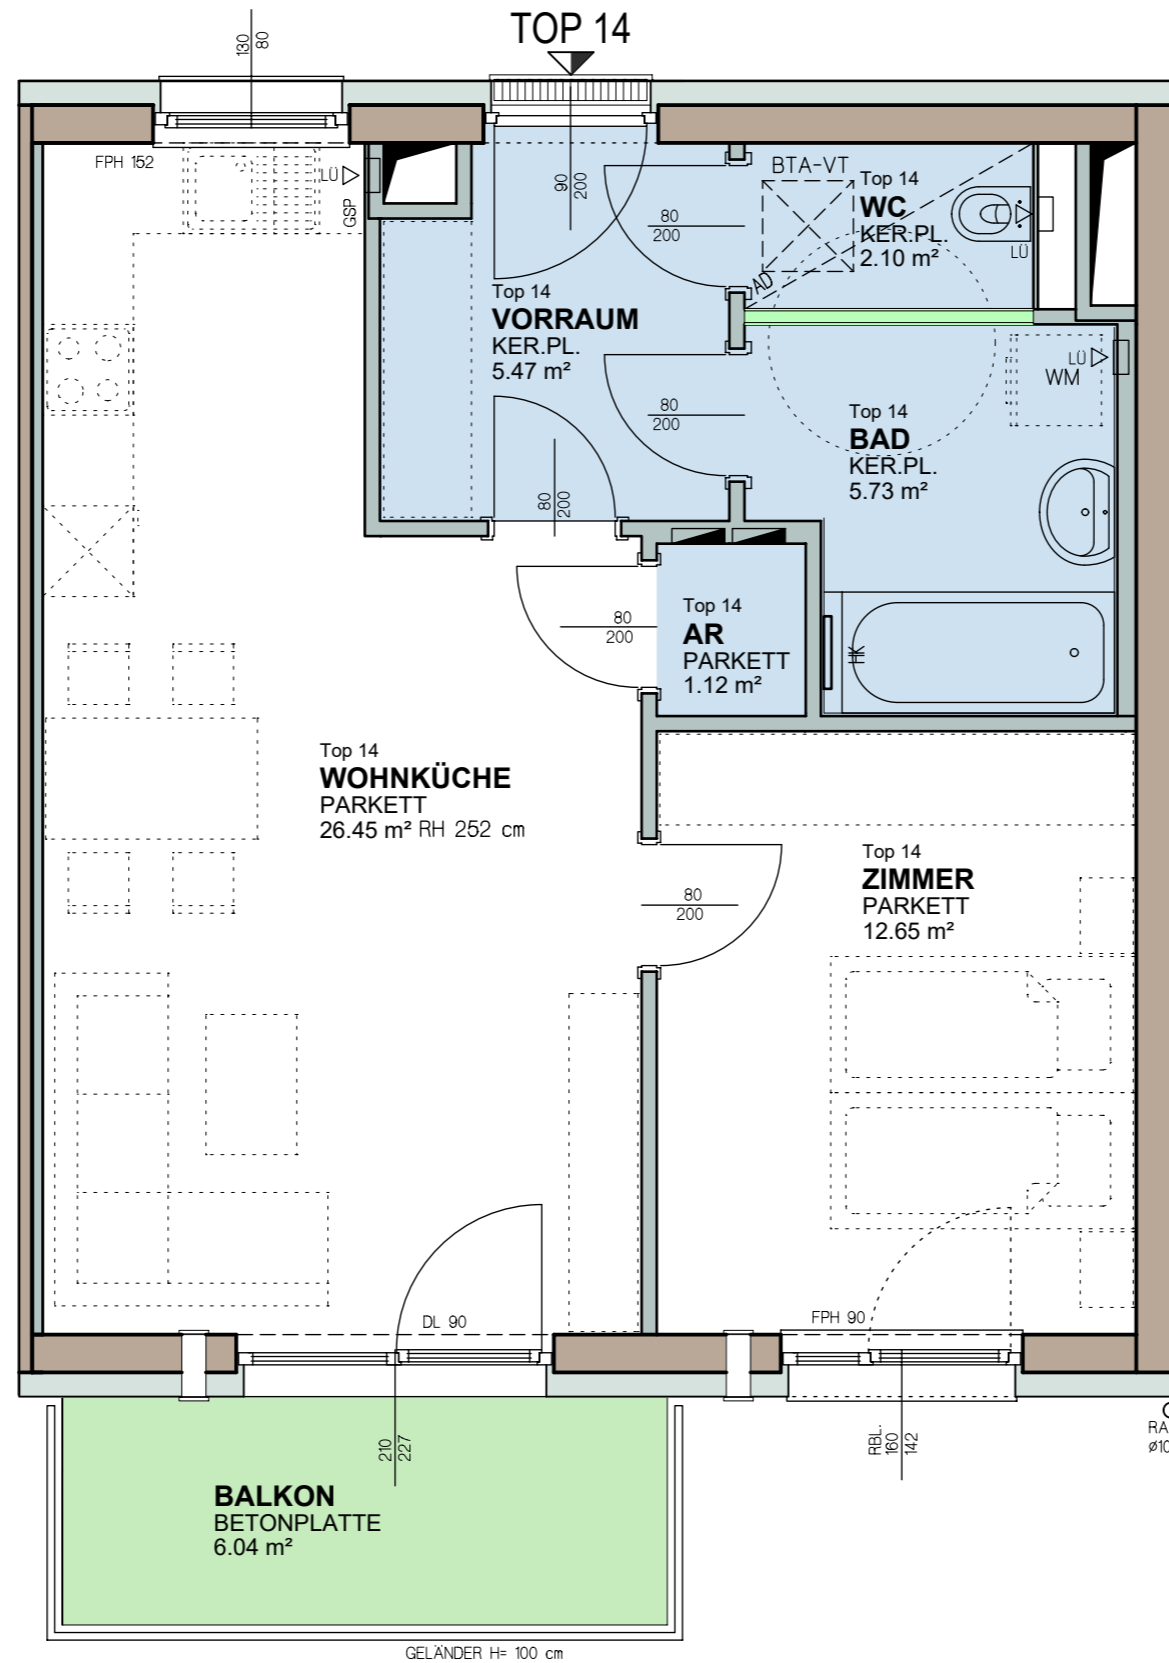 TOP 14
130
80
FPH 152
LÜ
GSP
90
200
80
200
BTA-VT
Top 14
WC
KER.PL.
2.10 m²
LÜ
AD
Top 14
VORRAUM
KER.PL.
5.47 m²
80
200
LÜ
WM
Top 14
BAD
KER.PL.
5.73 m²
80
200
80
200
Top 14
AR
PARKETT
1.12 m²
HK
Top 14
WOHNKÜCHE
PARKETT
26.45 m² RH 252 cm
80
200
Top 14
ZIMMER
PARKETT
12.65 m²
DL 90
FPH 90
210
227
RBL.
160
142
RA
ø10
BALKON
BETONPLATTE
6.04 m²
GELÄNDER H= 100 cm